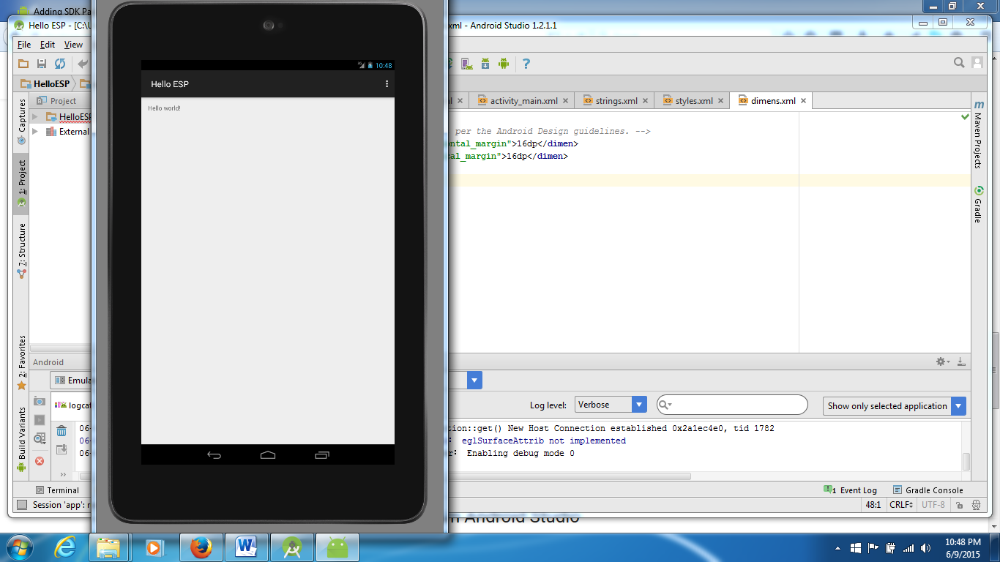 Adding SDK Pa
Hello ESP - [C:\U
.xml - Android Studio 1.2.1.1
File Edit View
HelloESP
Project
activity_main.xml
strings.xml
styles.xml
dimens.xml
HelloESP
External
per the Android Design guidelines. -->
ntal_margin">16dp</dimen>
al_margin">16dp</dimen>
Captures
1: Project
7: Structure
2: Favorites
Build Variants
Maven Projects
Gradle
10:48
Hello ESP
Hello world!
Android
Emula
logcat
Log level: Verbose
Show only selected application
06-
tion::get() New Host Connection established 0x2a1ec4e0, tid 1782
06-
: eglSurfaceAttrib not implemented
06-
r: Enabling debug mode 0
Terminal
1 Event Log
Gradle Console
Session 'app': r
48:1 CRLF UTF-8
n Android Studio
10:48 PM
6/9/2015